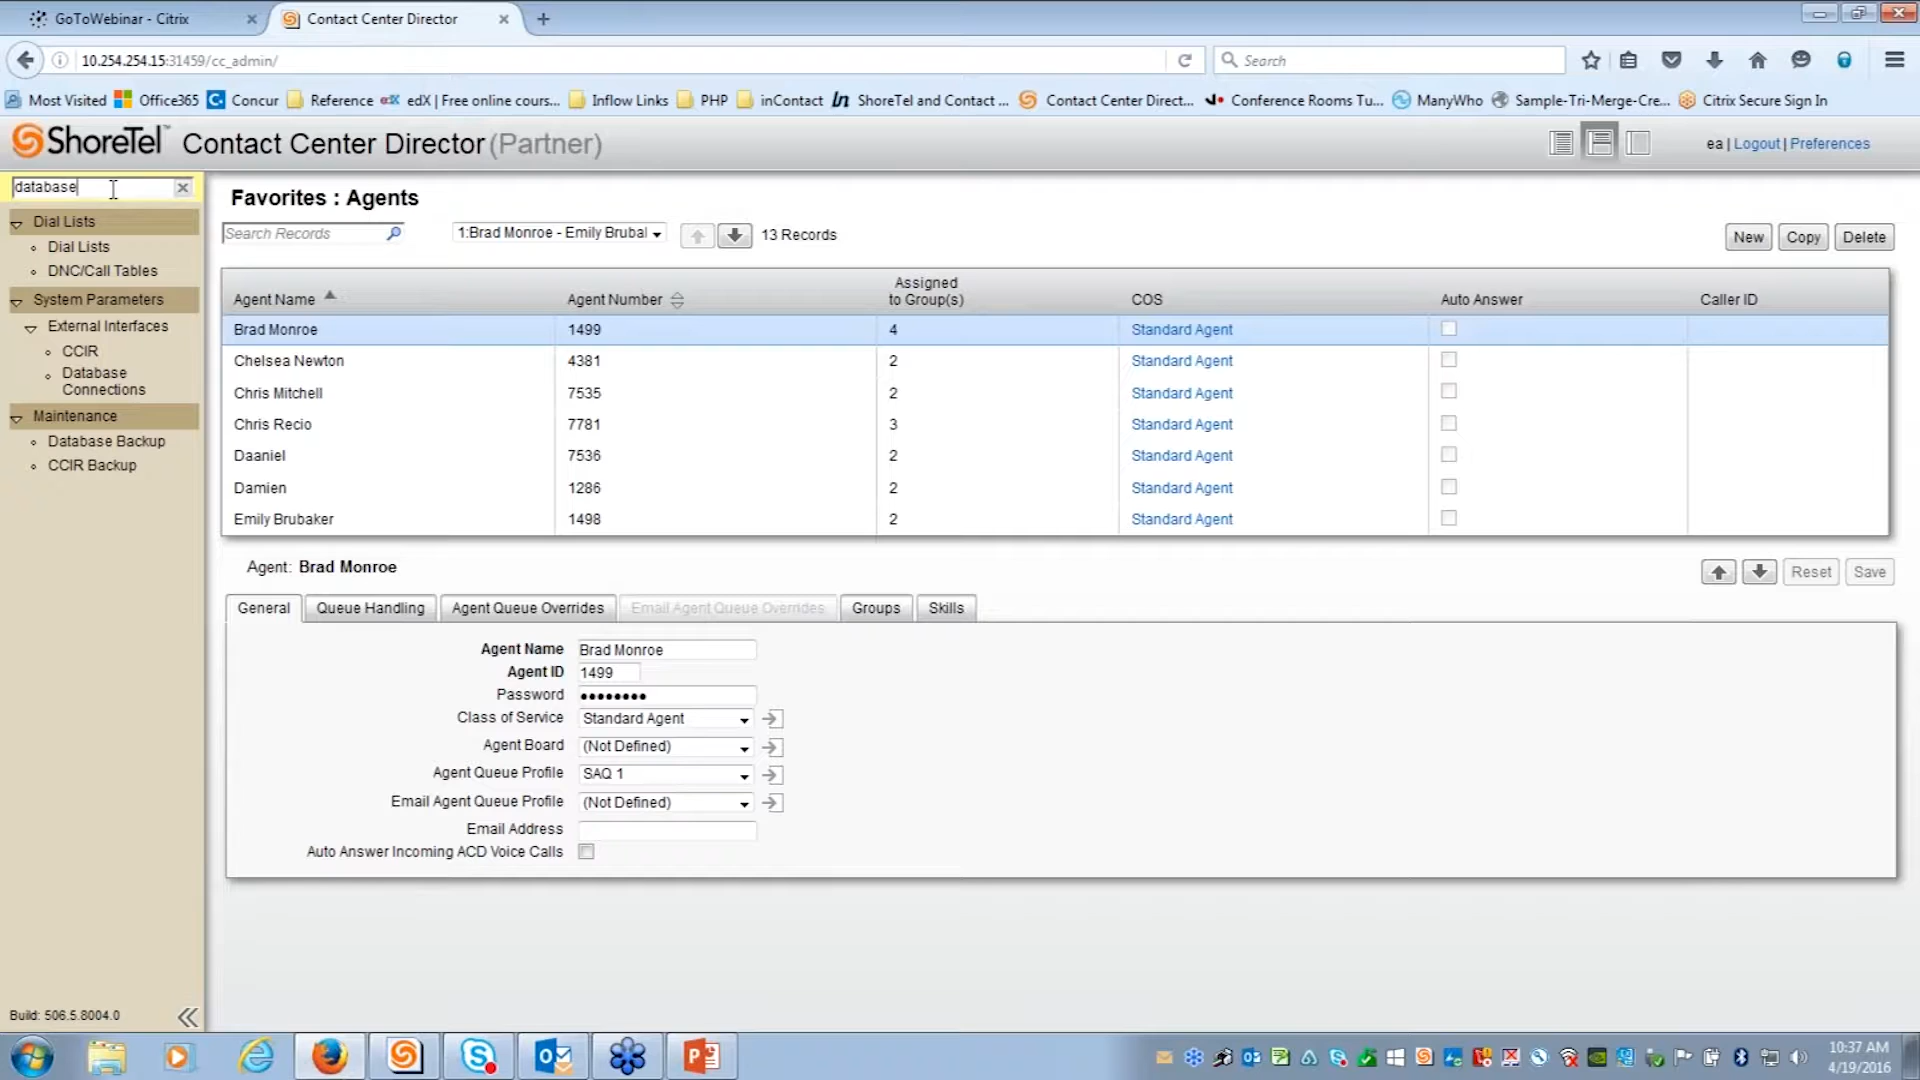 GoToWebinar - Citrix
Contact Center Director
10.254.254.15:31459/cc_admin/
Search
Most Visited
Office365
Concur
Reference
edX | Free online cours...
Inflow Links
PHP
inContact
ShoreTel and Contact ...
Contact Center Direct...
Conference Rooms Tu...
ManyWho
Sample-Tri-Merge-Cre...
Citrix Secure Sign In
ShoreTel™ Contact Center Director (Partner)
ea | Logout | Preferences
database
Dial Lists
Dial Lists
DNC/Call Tables
System Parameters
External Interfaces
CCIR
Database
Connections
Maintenance
Database Backup
CCIR Backup
Build: 506.5.8004.0
Favorites : Agents
Search Records
1:Brad Monroe - Emily Brubal
13 Records
New
Copy
Delete
Agent Name Agent Number Assigned to Group(s) COS Auto Answer Caller ID
Brad Monroe 1499 4 Standard Agent
Chelsea Newton 4381 2 Standard Agent
Chris Mitchell 7535 2 Standard Agent
Chris Recio 7781 3 Standard Agent
Daaniel 7536 2 Standard Agent
Damien 1286 2 Standard Agent
Emily Brubaker 1498 2 Standard Agent
Agent: Brad Monroe
Reset
Save
General
Queue Handling
Agent Queue Overrides
Email Agent Queue Overrides
Groups
Skills
Agent Name Brad Monroe
Agent ID 1499
Password ••••••••
Class of Service Standard Agent
Agent Board (Not Defined)
Agent Queue Profile SAQ 1
Email Agent Queue Profile (Not Defined)
Email Address
Auto Answer Incoming ACD Voice Calls
10:37 AM
4/19/2016